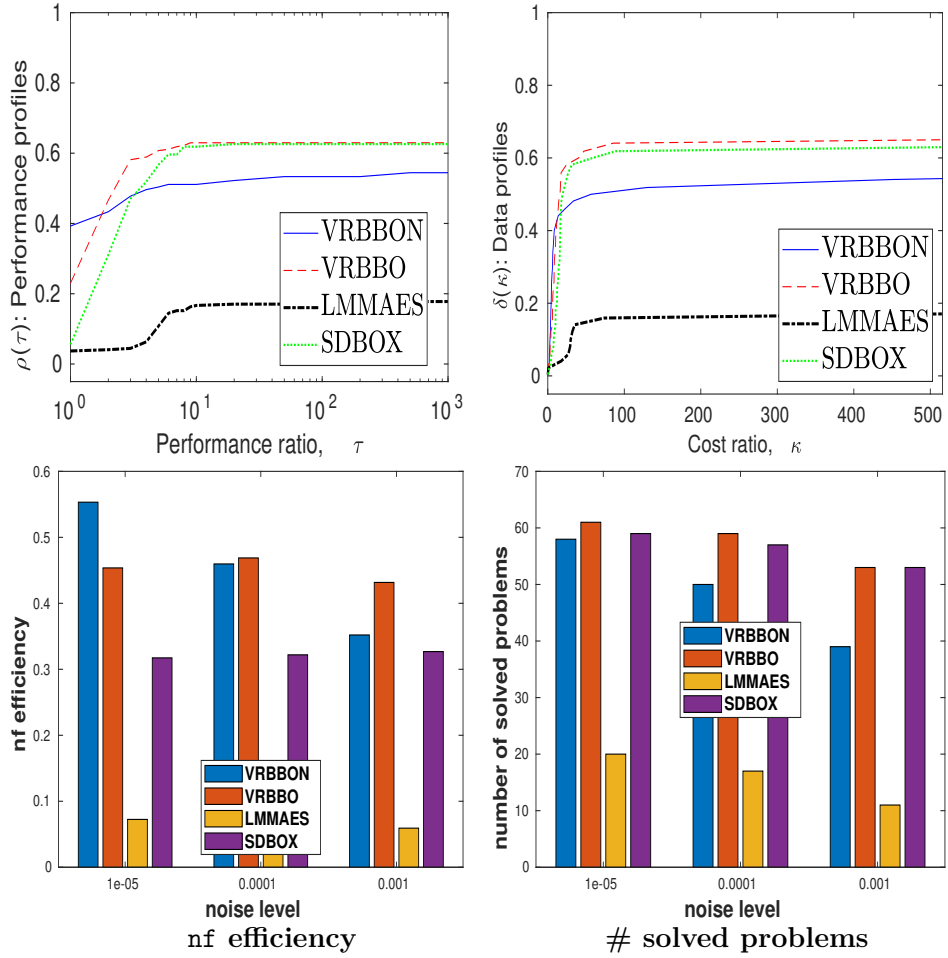 ρ(τ): Performance profiles
1
0.8
0.6
0.4
0.2
0
10^0
10^1
10^2
10^3
Performance ratio, τ
VRBBON
VRBBO
LMMAES
SDBOX
δ(κ): Data profiles
1
0.8
0.6
0.4
0.2
0
0
100
200
300
400
500
Cost ratio, κ
VRBBON
VRBBO
LMMAES
SDBOX
nf efficiency
0.6
0.5
0.4
0.3
0.2
0.1
0
1e-05
0.0001
0.001
noise level
VRBBON
VRBBO
LMMAES
SDBOX
nf efficiency
number of solved problems
70
60
50
40
30
20
10
0
1e-05
0.0001
0.001
noise level
VRBBON
VRBBO
LMMAES
SDBOX
# solved problems